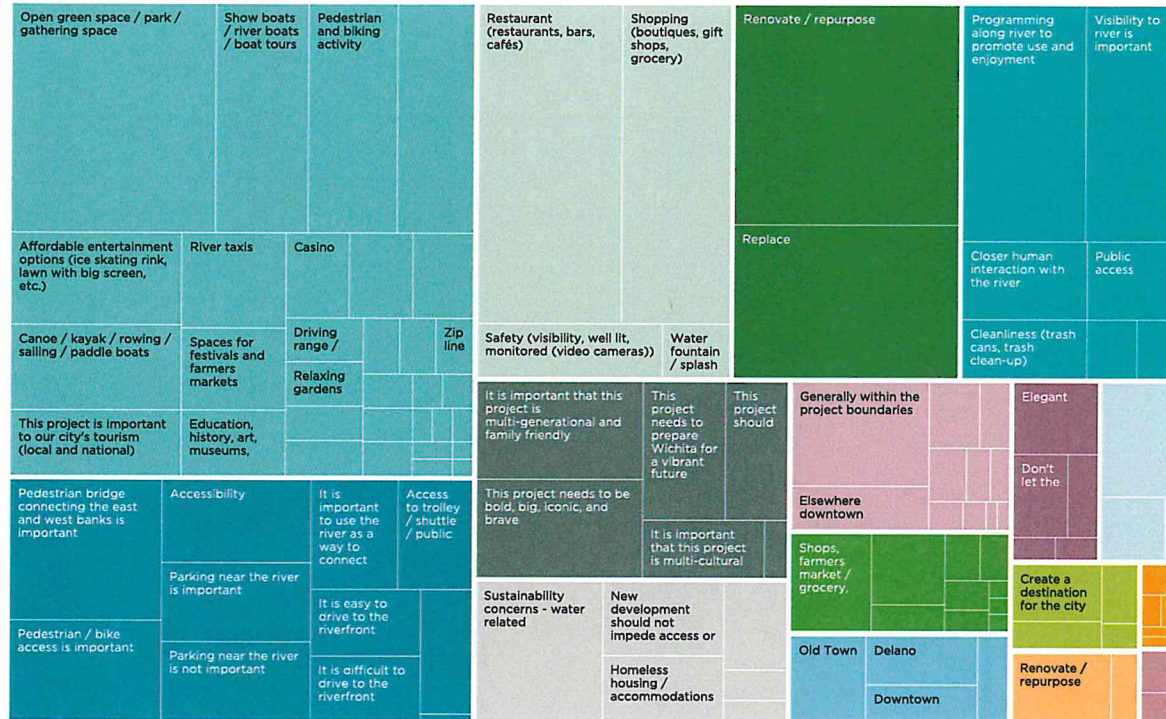 Open green space / park /
gathering space
Show boats
/ river boats
/ boat tours
Pedestrian
and biking
activity
Affordable entertainment
options (ice skating rink,
lawn with big screen,
etc.)
River taxis
Casino
Canoe / kayak / rowing /
sailing / paddle boats
Spaces for
festivals and
farmers
markets
Driving
range /
Zip
line
Relaxing
gardens
This project is important
to our city's tourism
(local and national)
Education,
history, art,
museums,
Restaurant
(restaurants, bars,
cafés)
Shopping
(boutiques, gift
shops,
grocery)
Safety (visibility, well lit,
monitored (video cameras))
Water
fountain
/ splash
Renovate / repurpose
Replace
Programming
along river to
promote use and
enjoyment
Visibility to
river is
important
Closer human
interaction with
the river
Public
access
Cleanliness (trash
cans, trash
clean-up)
Pedestrian bridge
connecting the
east and west banks is
important
Accessibility
It is
important
to use the
river as a
way to
connect
Access
to trolley
/ shuttle
/ public
Parking near the river
is important
Pedestrian / bike
access is important
Parking near the river
is not important
It is easy to
drive to the
riverfront
It is difficult to
drive to the
riverfront
It is important that this
project is
multi-generational and
family friendly
This
project
needs to
prepare
Wichita for
a vibrant
future
This
project
should
This project needs to be
bold, big, iconic, and
brave
It is important
that this project
is multi-cultural
Sustainability
concerns - water
related
New
development
should not
impede access or
Homeless
housing /
accommodations
Generally within the
project boundaries
Elsewhere
downtown
Shops,
farmers
market /
grocery,
Old Town
Delano
Downtown
Elegant
Don't
let the
Create a
destination
for the city
Renovate /
repurpose